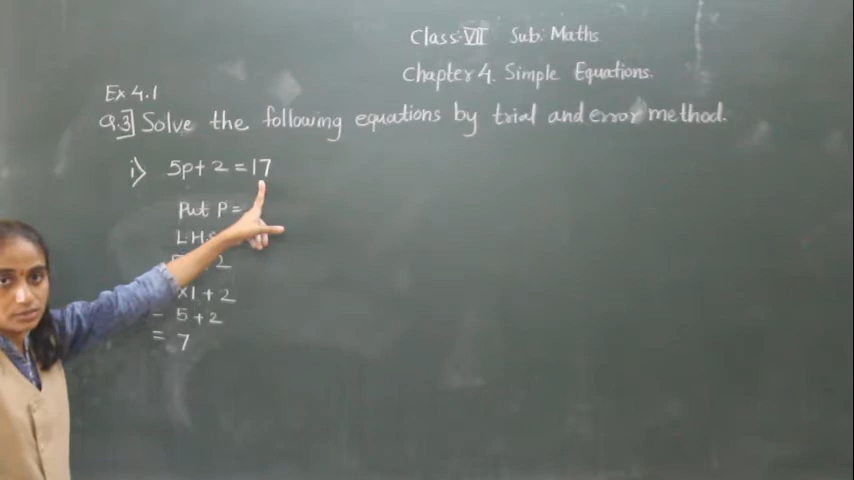 Class: VII Sub: Maths
Chapter 4. Simple Equations.
Ex 4.1
Q.3] Solve the following equations by trial and error method.
i) 5p + 2 = 17
Put P =
L.H.S
2
×1 + 2
= 5 + 2
= 7